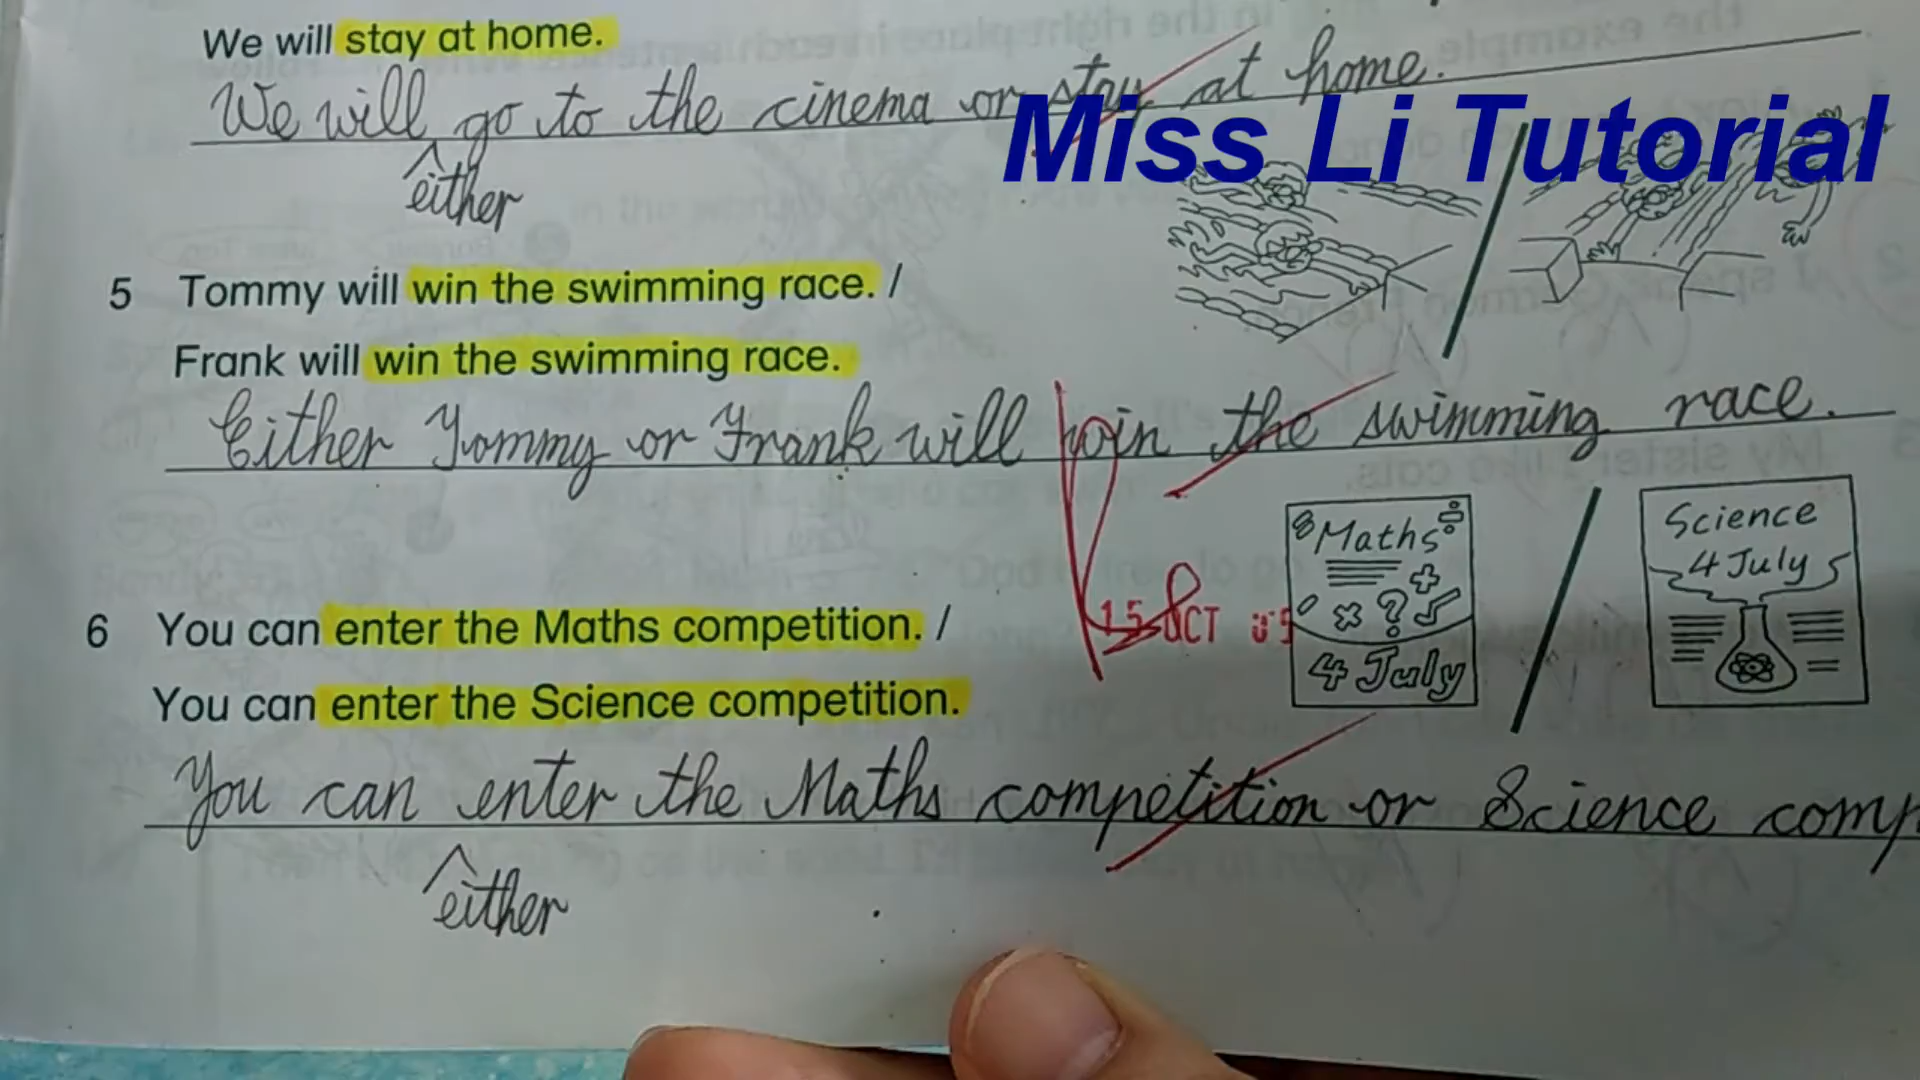 We will stay at home.
We will go to the cinema or stay at home.
either
Miss Li Tutorial
5 Tommy will win the swimming race. /
Frank will win the swimming race.
Either Tommy or Frank will win the swimming race.
Maths
4 July
Science
4 July
15 OCT
6 You can enter the Maths competition. /
You can enter the Science competition.
You can enter the Maths competition or Science comp
either